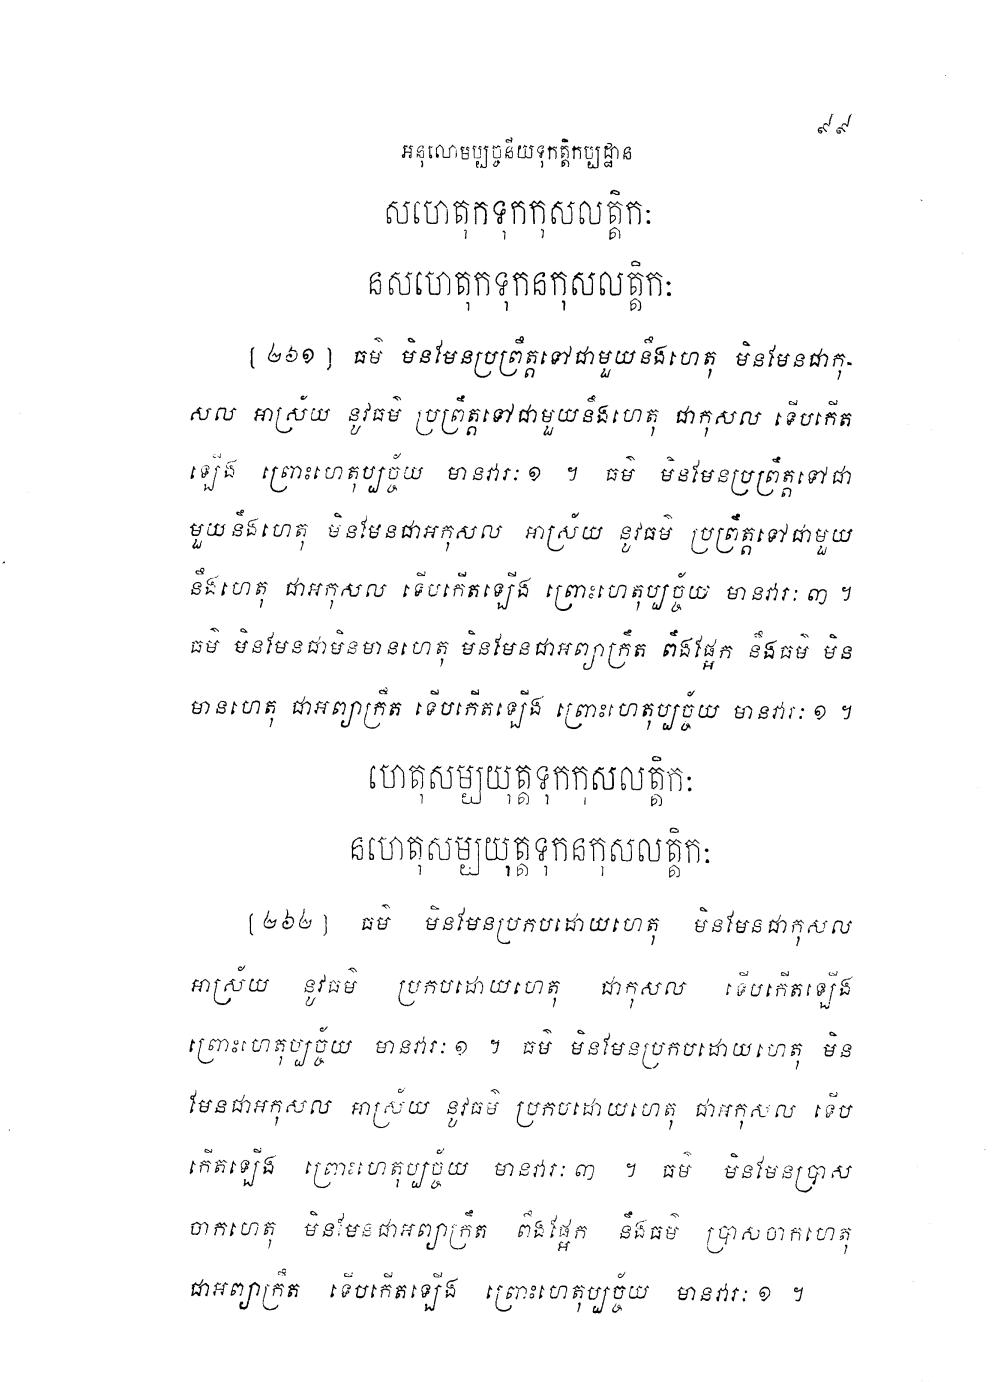 ៩៩
អនុលោមប្បច្ចនីយទុកត្តិកប្បដ្ឋាន
សហេតុកទុកកុសលត្តិកៈ
នសហេតុកទុកនកុសលត្តិកៈ
[ ២៦១ ] ធម៌ មិនមែនប្រព្រឹត្តទៅជាមួយនឹងហេតុ មិនមែនជាកុ-
សល អាស្រ័យ នូវធម៌ ប្រព្រឹត្តទៅជាមួយនឹងហេតុ ជាកុសល ទើបកើត
ឡើង ព្រោះហេតុប្បច្ច័យ មានវារៈ ១ ។ ធម៌ មិនមែនប្រព្រឹត្តទៅជា
មួយនឹងហេតុ មិនមែនជាអកុសល អាស្រ័យ នូវធម៌ ប្រព្រឹត្តទៅជាមួយ
នឹងហេតុ ជាអកុសល ទើបកើតឡើង ព្រោះហេតុប្បច្ច័យ មានវារៈ ៣ ។
ធម៌ មិនមែនជាមិនមានហេតុ មិនមែនជាអព្យាក្រឹត ពឹងផ្អែក នឹងធម៌ មិន
មានហេតុ ជាអព្យាក្រឹត ទើបកើតឡើង ព្រោះហេតុប្បច្ច័យ មានវារៈ ១ ។
ហេតុសម្បយុត្តទុកកុសលត្តិកៈ
នហេតុសម្បយុត្តទុកនកុសលត្តិកៈ
[ ២៦២ ] ធម៌ មិនមែនប្រកបដោយហេតុ មិនមែនជាកុសល
អាស្រ័យ នូវធម៌ ប្រកបដោយហេតុ ជាកុសល ទើបកើតឡើង
ព្រោះហេតុប្បច្ច័យ មានវារៈ ១ ។ ធម៌ មិនមែនប្រកបដោយហេតុ មិន
មែនជាអកុសល អាស្រ័យ នូវធម៌ ប្រកបដោយហេតុ ជាអកុសល ទើប
កើតឡើង ព្រោះហេតុប្បច្ច័យ មានវារៈ ៣ ។ ធម៌ មិនមែនប្រាស
ចាកហេតុ មិនមែនជាអព្យាក្រឹត ពឹងផ្អែក នឹងធម៌ ប្រាសចាកហេតុ
ជាអព្យាក្រឹត ទើបកើតឡើង ព្រោះហេតុប្បច្ច័យ មានវារៈ ១ ។